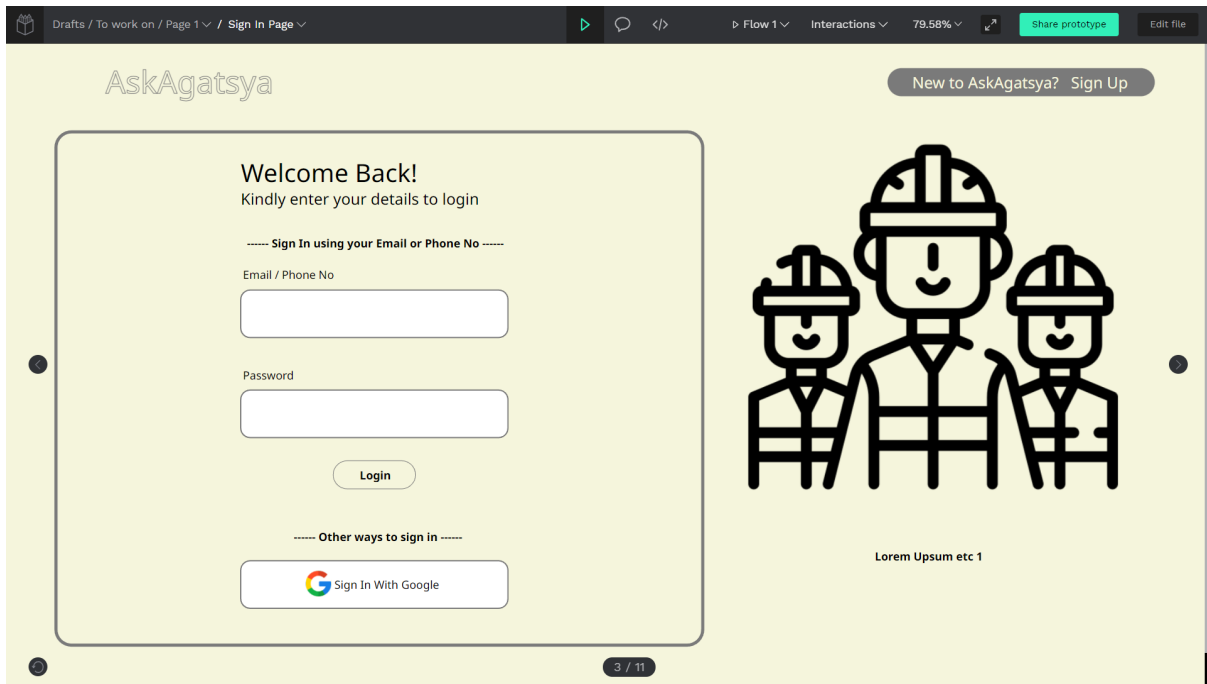 Drafts / To work on / Page 1 / Sign In Page
Flow 1
Interactions
79.58%
Share prototype
Edit file
AskAgatsya
New to AskAgatsya? Sign Up
Welcome Back!
Kindly enter your details to login
------ Sign In using your Email or Phone No ------
Email / Phone No
Password
Login
------ Other ways to sign in ------
Sign In With Google
Lorem Upsum etc 1
3 / 11